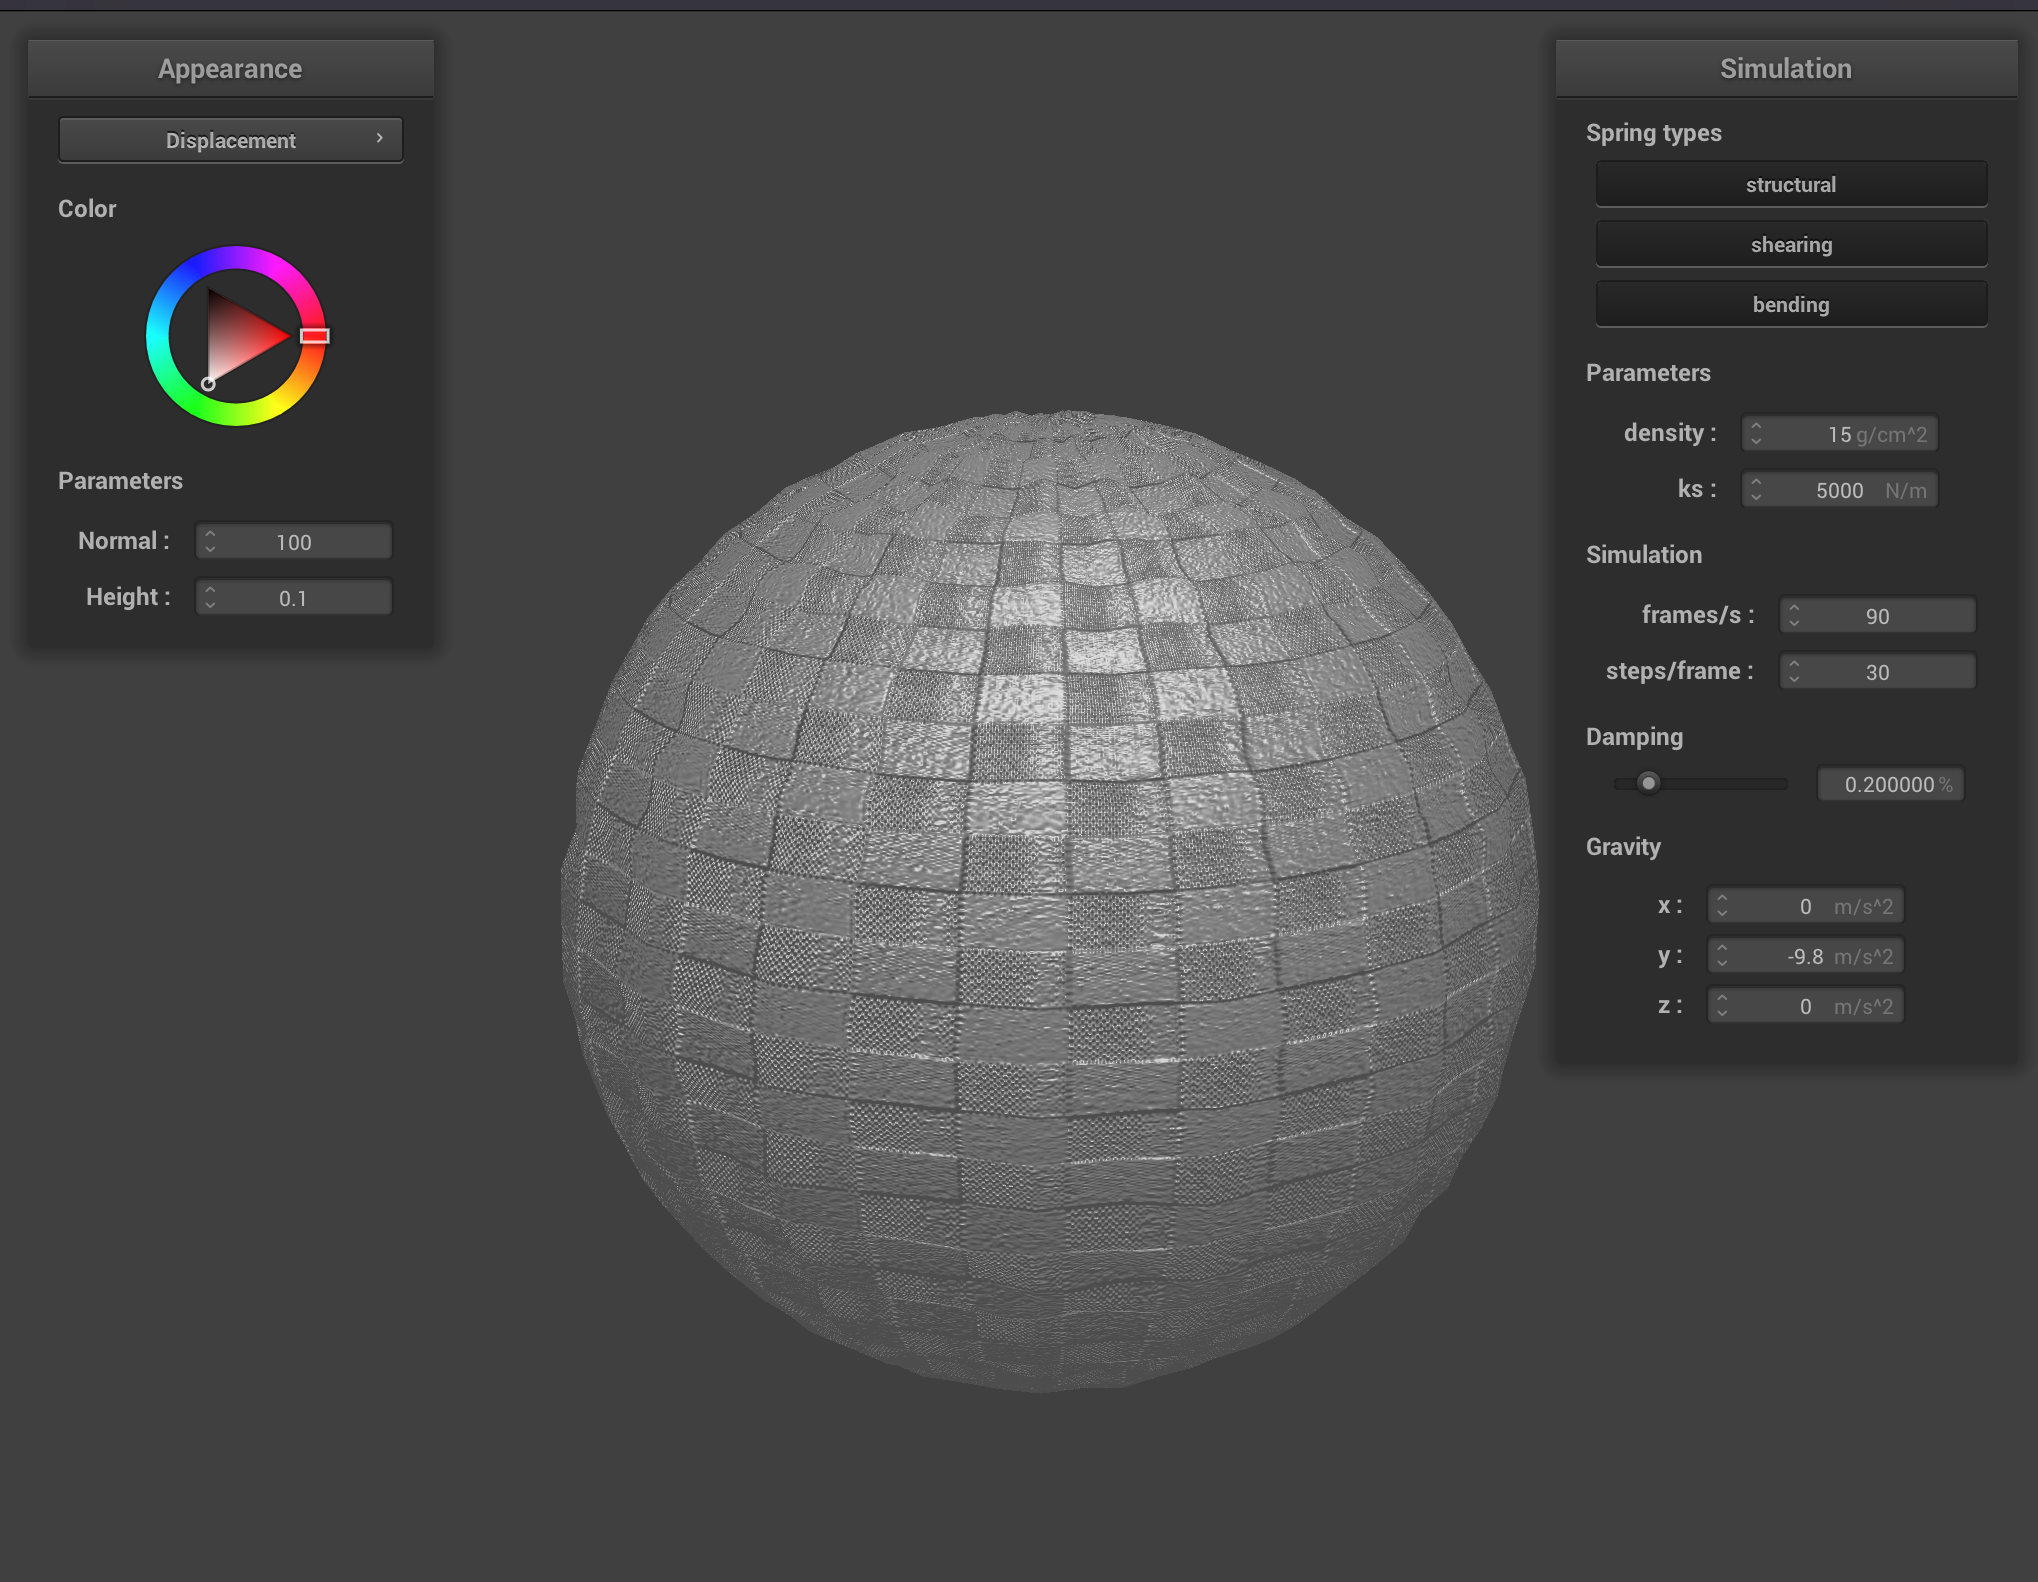 Appearance
Displacement
Color
Parameters
Normal : 100
Height : 0.1
Simulation
Spring types
structural
shearing
bending
Parameters
density : 15 g/cm^2
ks : 5000 N/m
Simulation
frames/s : 90
steps/frame : 30
Damping
0.200000 %
Gravity
x : 0 m/s^2
y : -9.8 m/s^2
z : 0 m/s^2